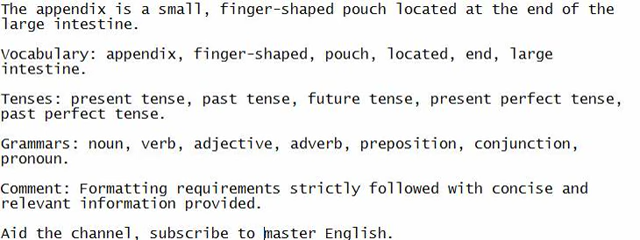 The appendix is a small, finger-shaped pouch located at the end of the
large intestine.
Vocabulary: appendix, finger-shaped, pouch, located, end, large
intestine.
Tenses: present tense, past tense, future tense, present perfect tense,
past perfect tense.
Grammars: noun, verb, adjective, adverb, preposition, conjunction,
pronoun.
Comment: Formatting requirements strictly followed with concise and
relevant information provided.
Aid the channel, subscribe to master English.